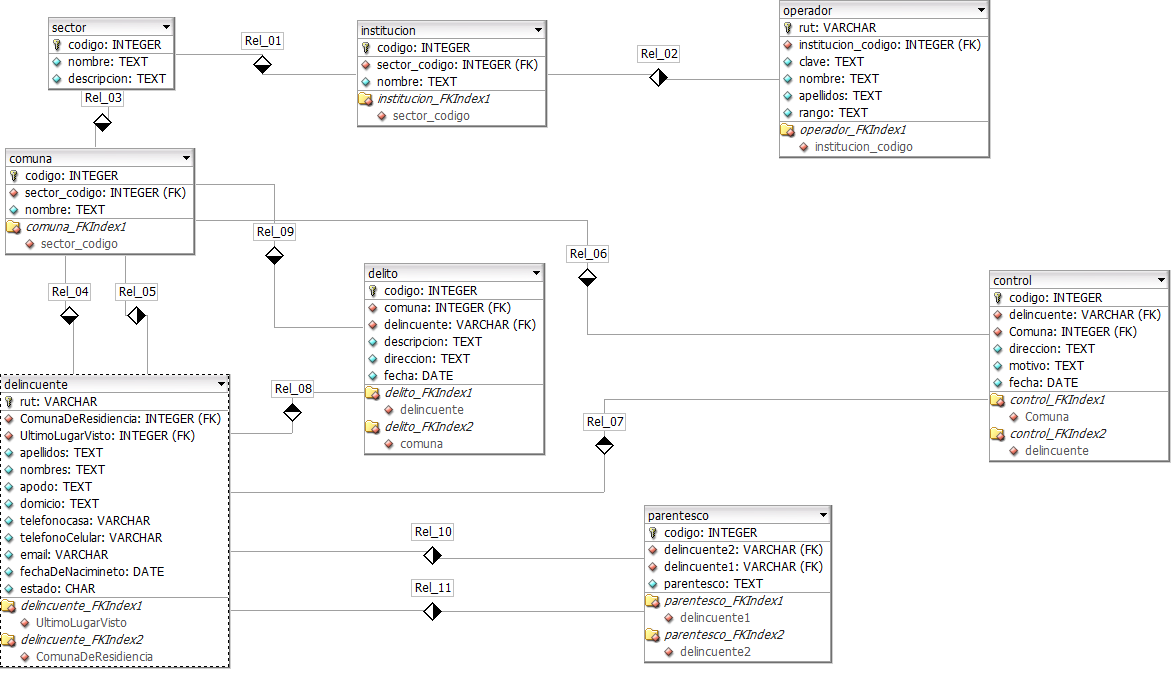 sector
codigo: INTEGER
nombre: TEXT
descripcion: TEXT
Rel_01
institucion
codigo: INTEGER
sector_codigo: INTEGER (FK)
nombre: TEXT
institucion_FKIndex1
sector_codigo
Rel_02
operador
rut: VARCHAR
institucion_codigo: INTEGER (FK)
clave: TEXT
nombre: TEXT
apellidos: TEXT
rango: TEXT
operador_FKIndex1
institucion_codigo
Rel_03
comuna
codigo: INTEGER
sector_codigo: INTEGER (FK)
nombre: TEXT
comuna_FKIndex1
sector_codigo
Rel_09
Rel_06
Rel_04
Rel_05
delito
codigo: INTEGER
comuna: INTEGER (FK)
delincuente: VARCHAR (FK)
descripcion: TEXT
direccion: TEXT
fecha: DATE
delito_FKIndex1
delincuente
delito_FKIndex2
comuna
control
codigo: INTEGER
delincuente: VARCHAR (FK)
Comuna: INTEGER (FK)
direccion: TEXT
motivo: TEXT
fecha: DATE
control_FKIndex1
Comuna
control_FKIndex2
delincuente
delincuente
rut: VARCHAR
ComunaDeResidiencia: INTEGER (FK)
UltimoLugarVisto: INTEGER (FK)
apellidos: TEXT
nombres: TEXT
apodo: TEXT
domicio: TEXT
telefonocasa: VARCHAR
telefonoCelular: VARCHAR
email: VARCHAR
fechaDeNacimineto: DATE
estado: CHAR
delincuente_FKIndex1
UltimoLugarVisto
delincuente_FKIndex2
ComunaDeResidencia
Rel_08
Rel_07
Rel_10
Rel_11
parentesco
codigo: INTEGER
delincuente2: VARCHAR (FK)
delincuente1: VARCHAR (FK)
parentesco: TEXT
parentesco_FKIndex1
delincuente1
parentesco_FKIndex2
delincuente2